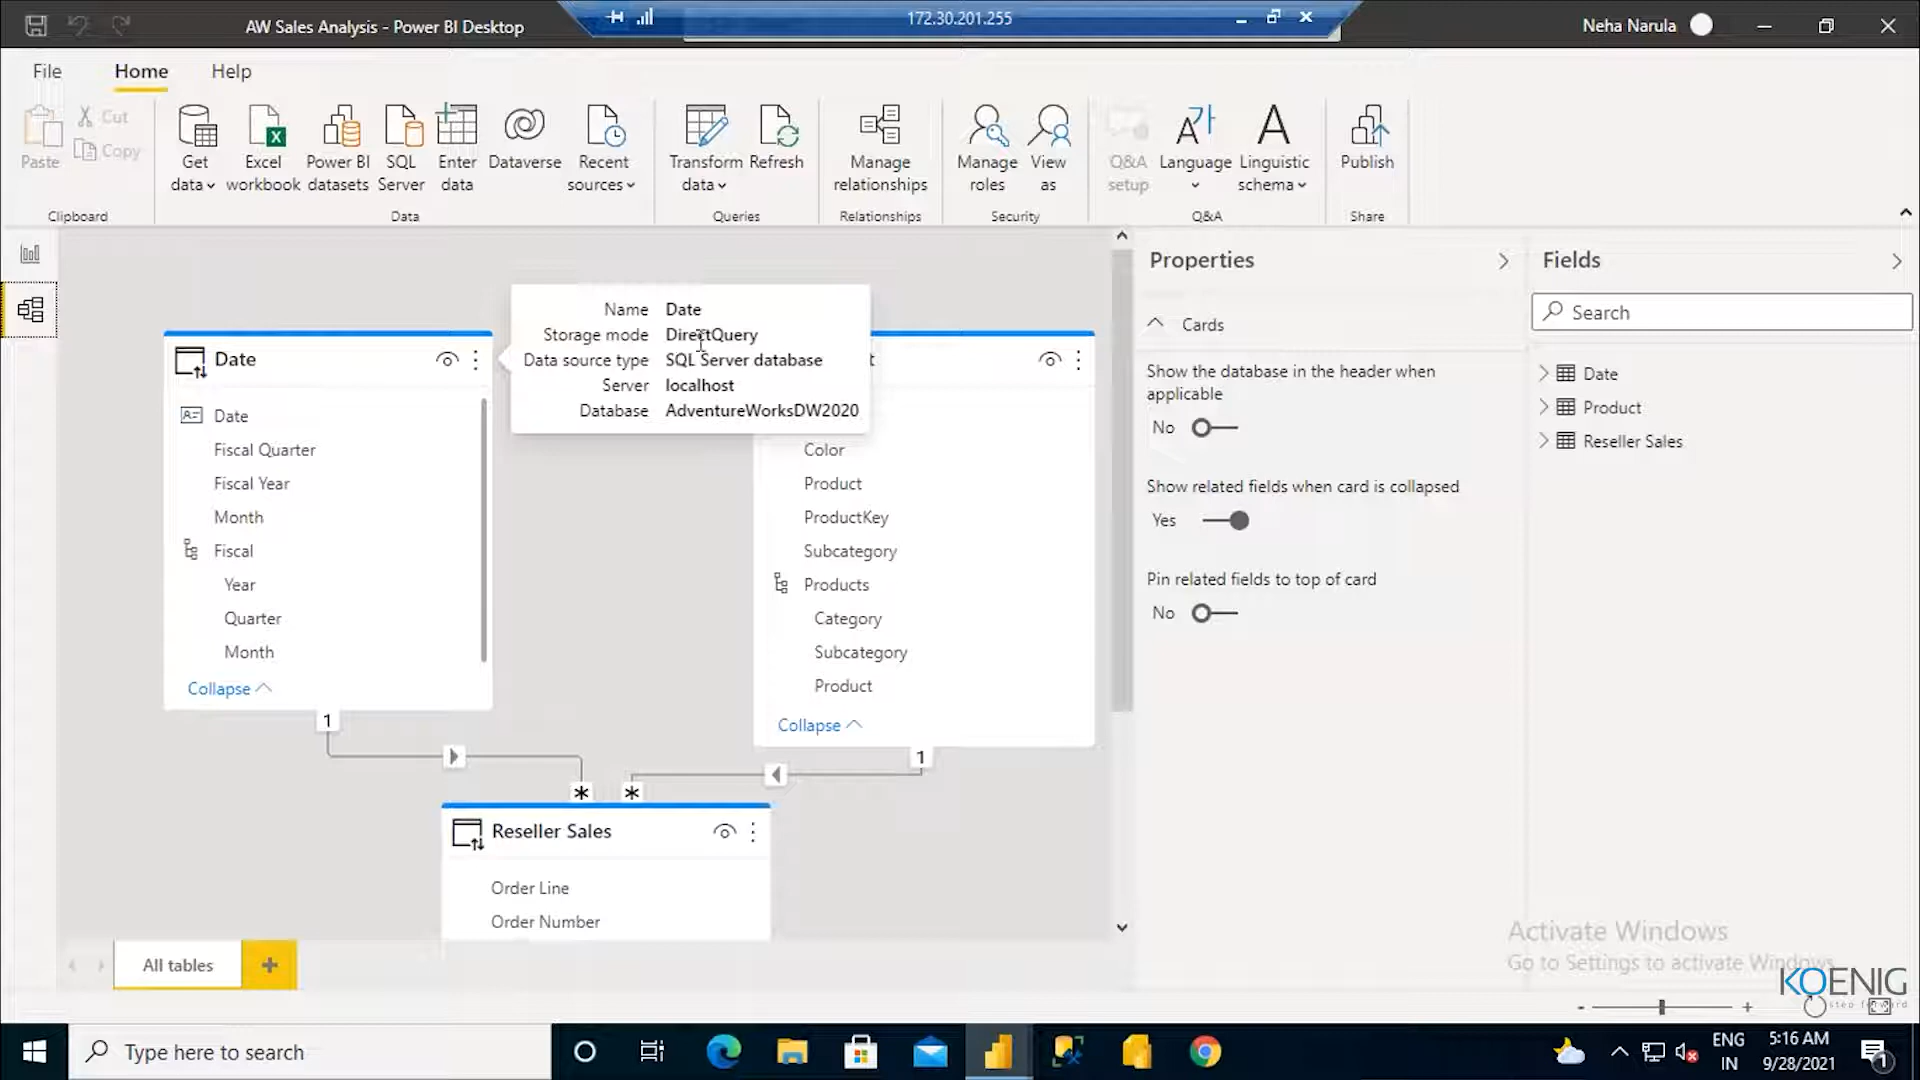 AW Sales Analysis - Power BI Desktop
172.30.201.255
Neha Narula
File
Home
Help
Paste
Cut
Copy
Clipboard
Get data
Excel workbook
Power BI datasets
SQL Server
Enter data
Dataverse
Recent sources
Data
Transform data
Refresh
Queries
Manage relationships
Relationships
Manage roles
View as
Security
Q&A setup
Language
Linguistic schema
Q&A
Publish
Share
Date
Date
Fiscal Quarter
Fiscal Year
Month
Fiscal
Year
Quarter
Month
Collapse
1
Name Date
Storage mode DirectQuery
Data source type SQL Server database
Server localhost
Database AdventureWorksDW2020
t
Color
Product
ProductKey
Subcategory
Products
Category
Subcategory
Product
Collapse
1
*
*
Reseller Sales
Order Line
Order Number
All tables
+
Properties
Cards
Show the database in the header when
applicable
No
Show related fields when card is collapsed
Yes
Pin related fields to top of card
No
Fields
Search
Date
Product
Reseller Sales
Activate Windows
Go to Settings to activate Windows.
KOENIG
step forward
- +
Type here to search
ENG
IN
5:16 AM
9/28/2021
1